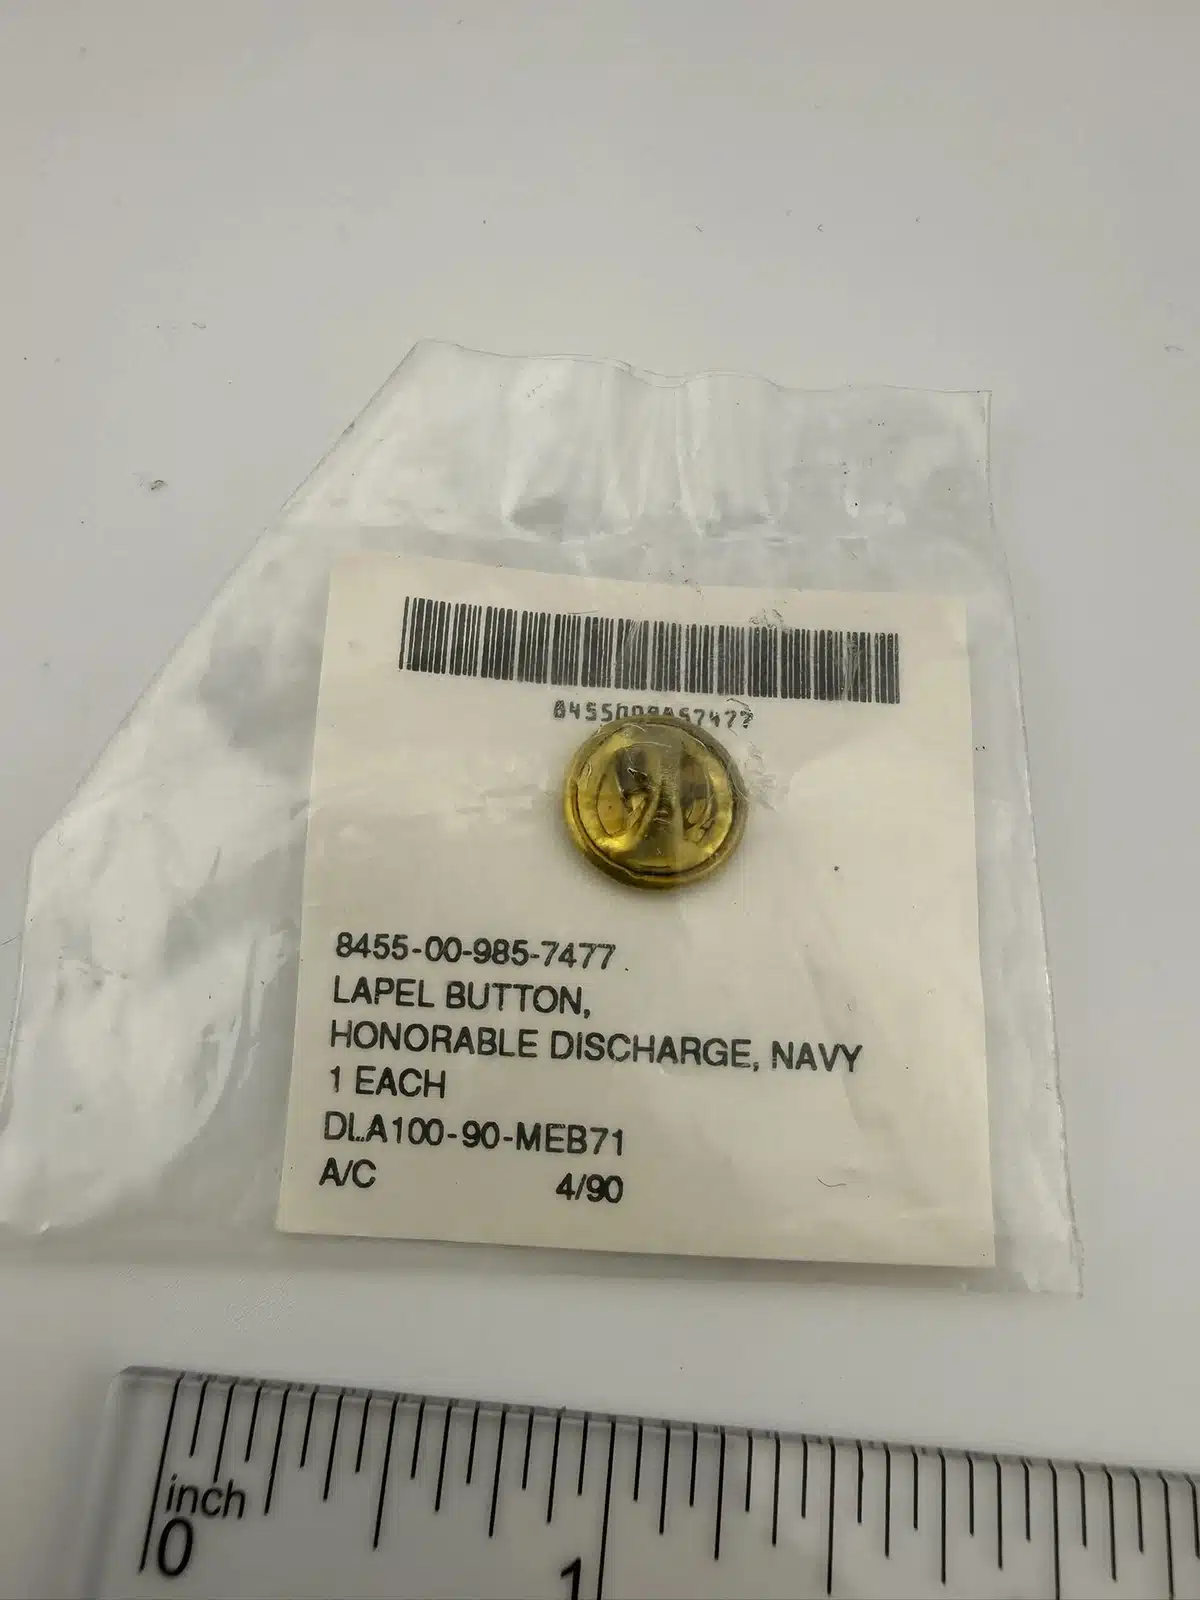 8455009857477
8455-00-985-7477
LAPEL BUTTON,
HONORABLE DISCHARGE, NAVY
1 EACH
DLA100-90-MEB71
A/C 4/90
inch
0
1